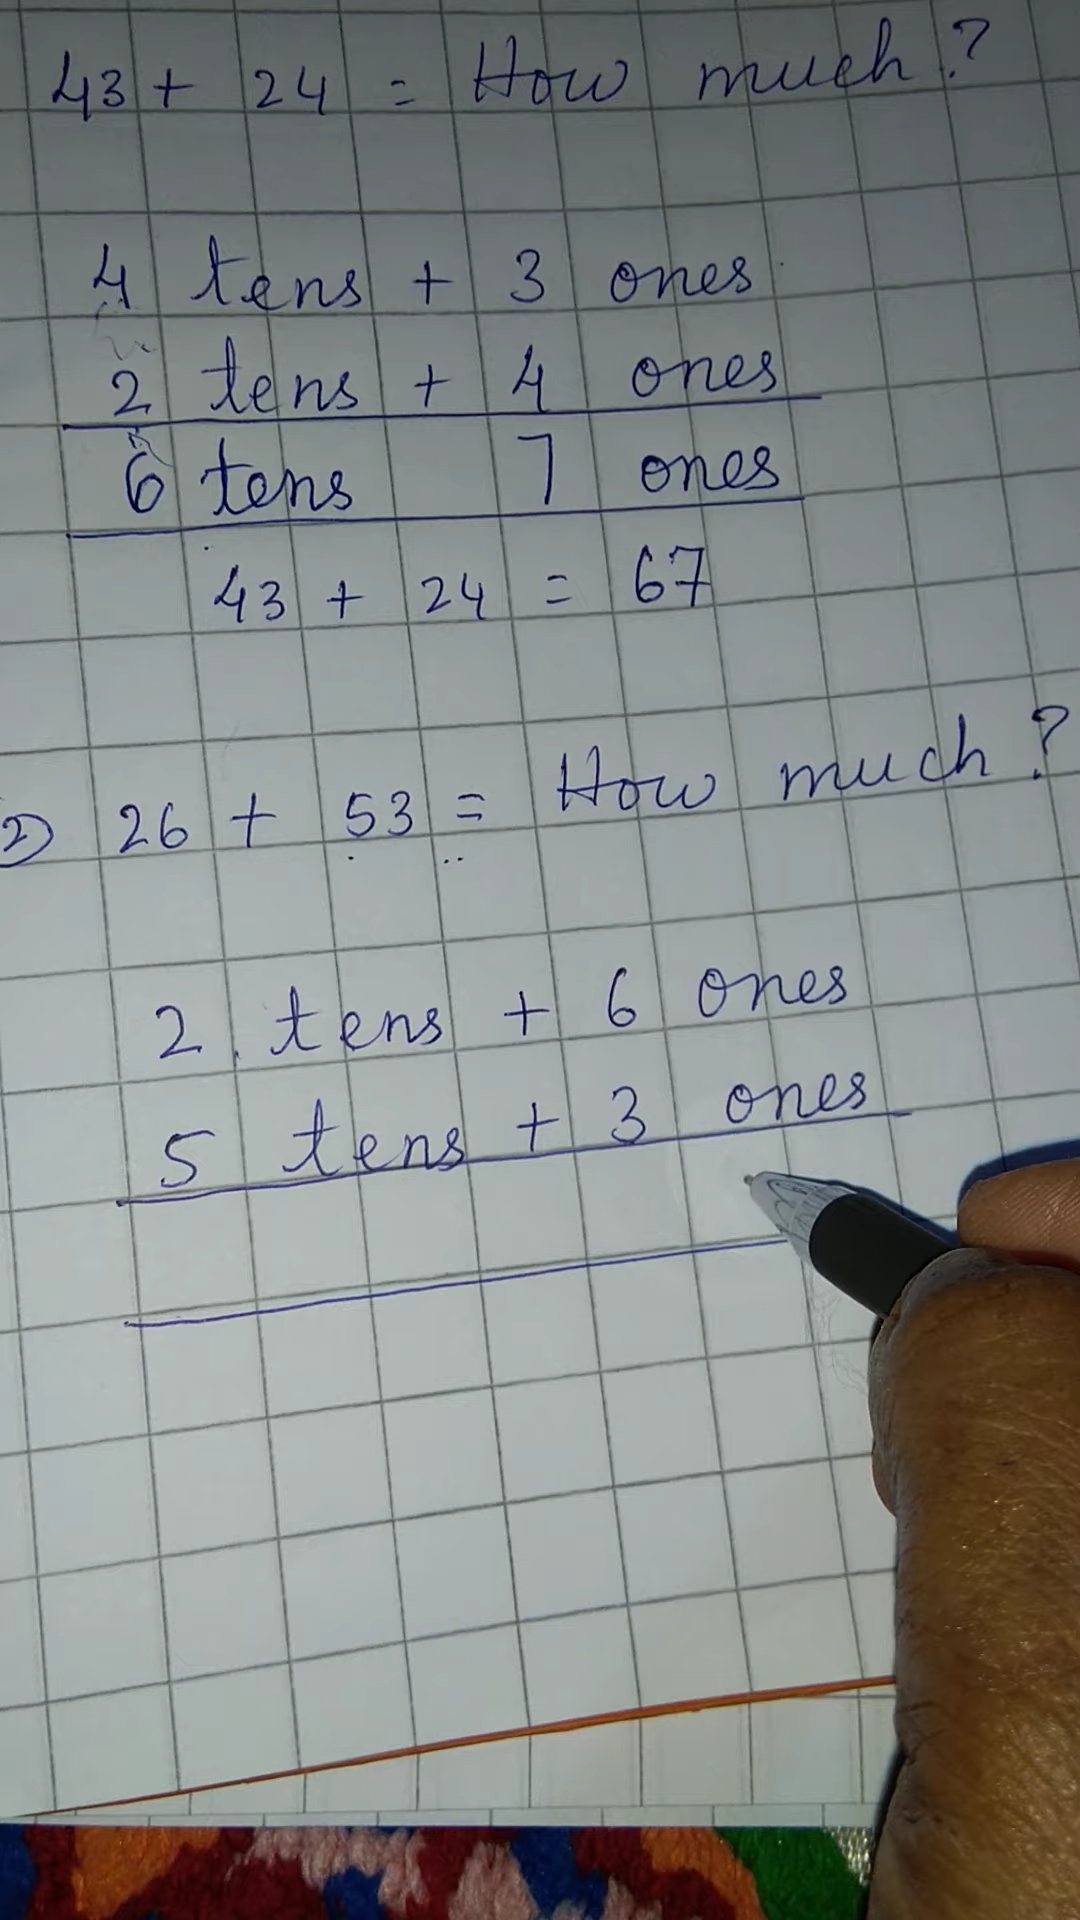 43 + 24 = How much?
4 tens + 3 ones
2 tens + 4 ones
6 tens 7 ones
43 + 24 = 67
2) 26 + 53 = How much?
2 tens + 6 ones
5 tens + 3 ones